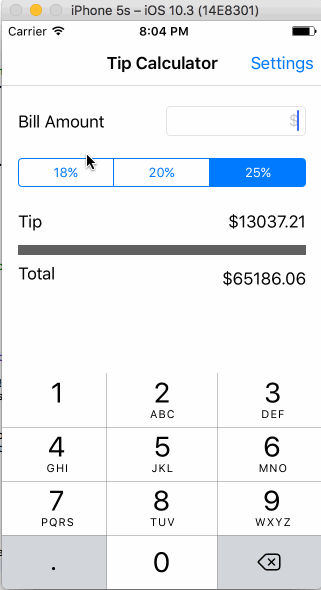 iPhone 5s – iOS 10.3 (14E8301)
Carrier 8:04 PM
Tip Calculator Settings
Bill Amount $
18% 20% 25%
Tip $13037.21
Total $65186.06
1 2 3
ABC DEF
4 5 6
GHI JKL MNO
7 8 9
PQRS TUV WXYZ
. 0